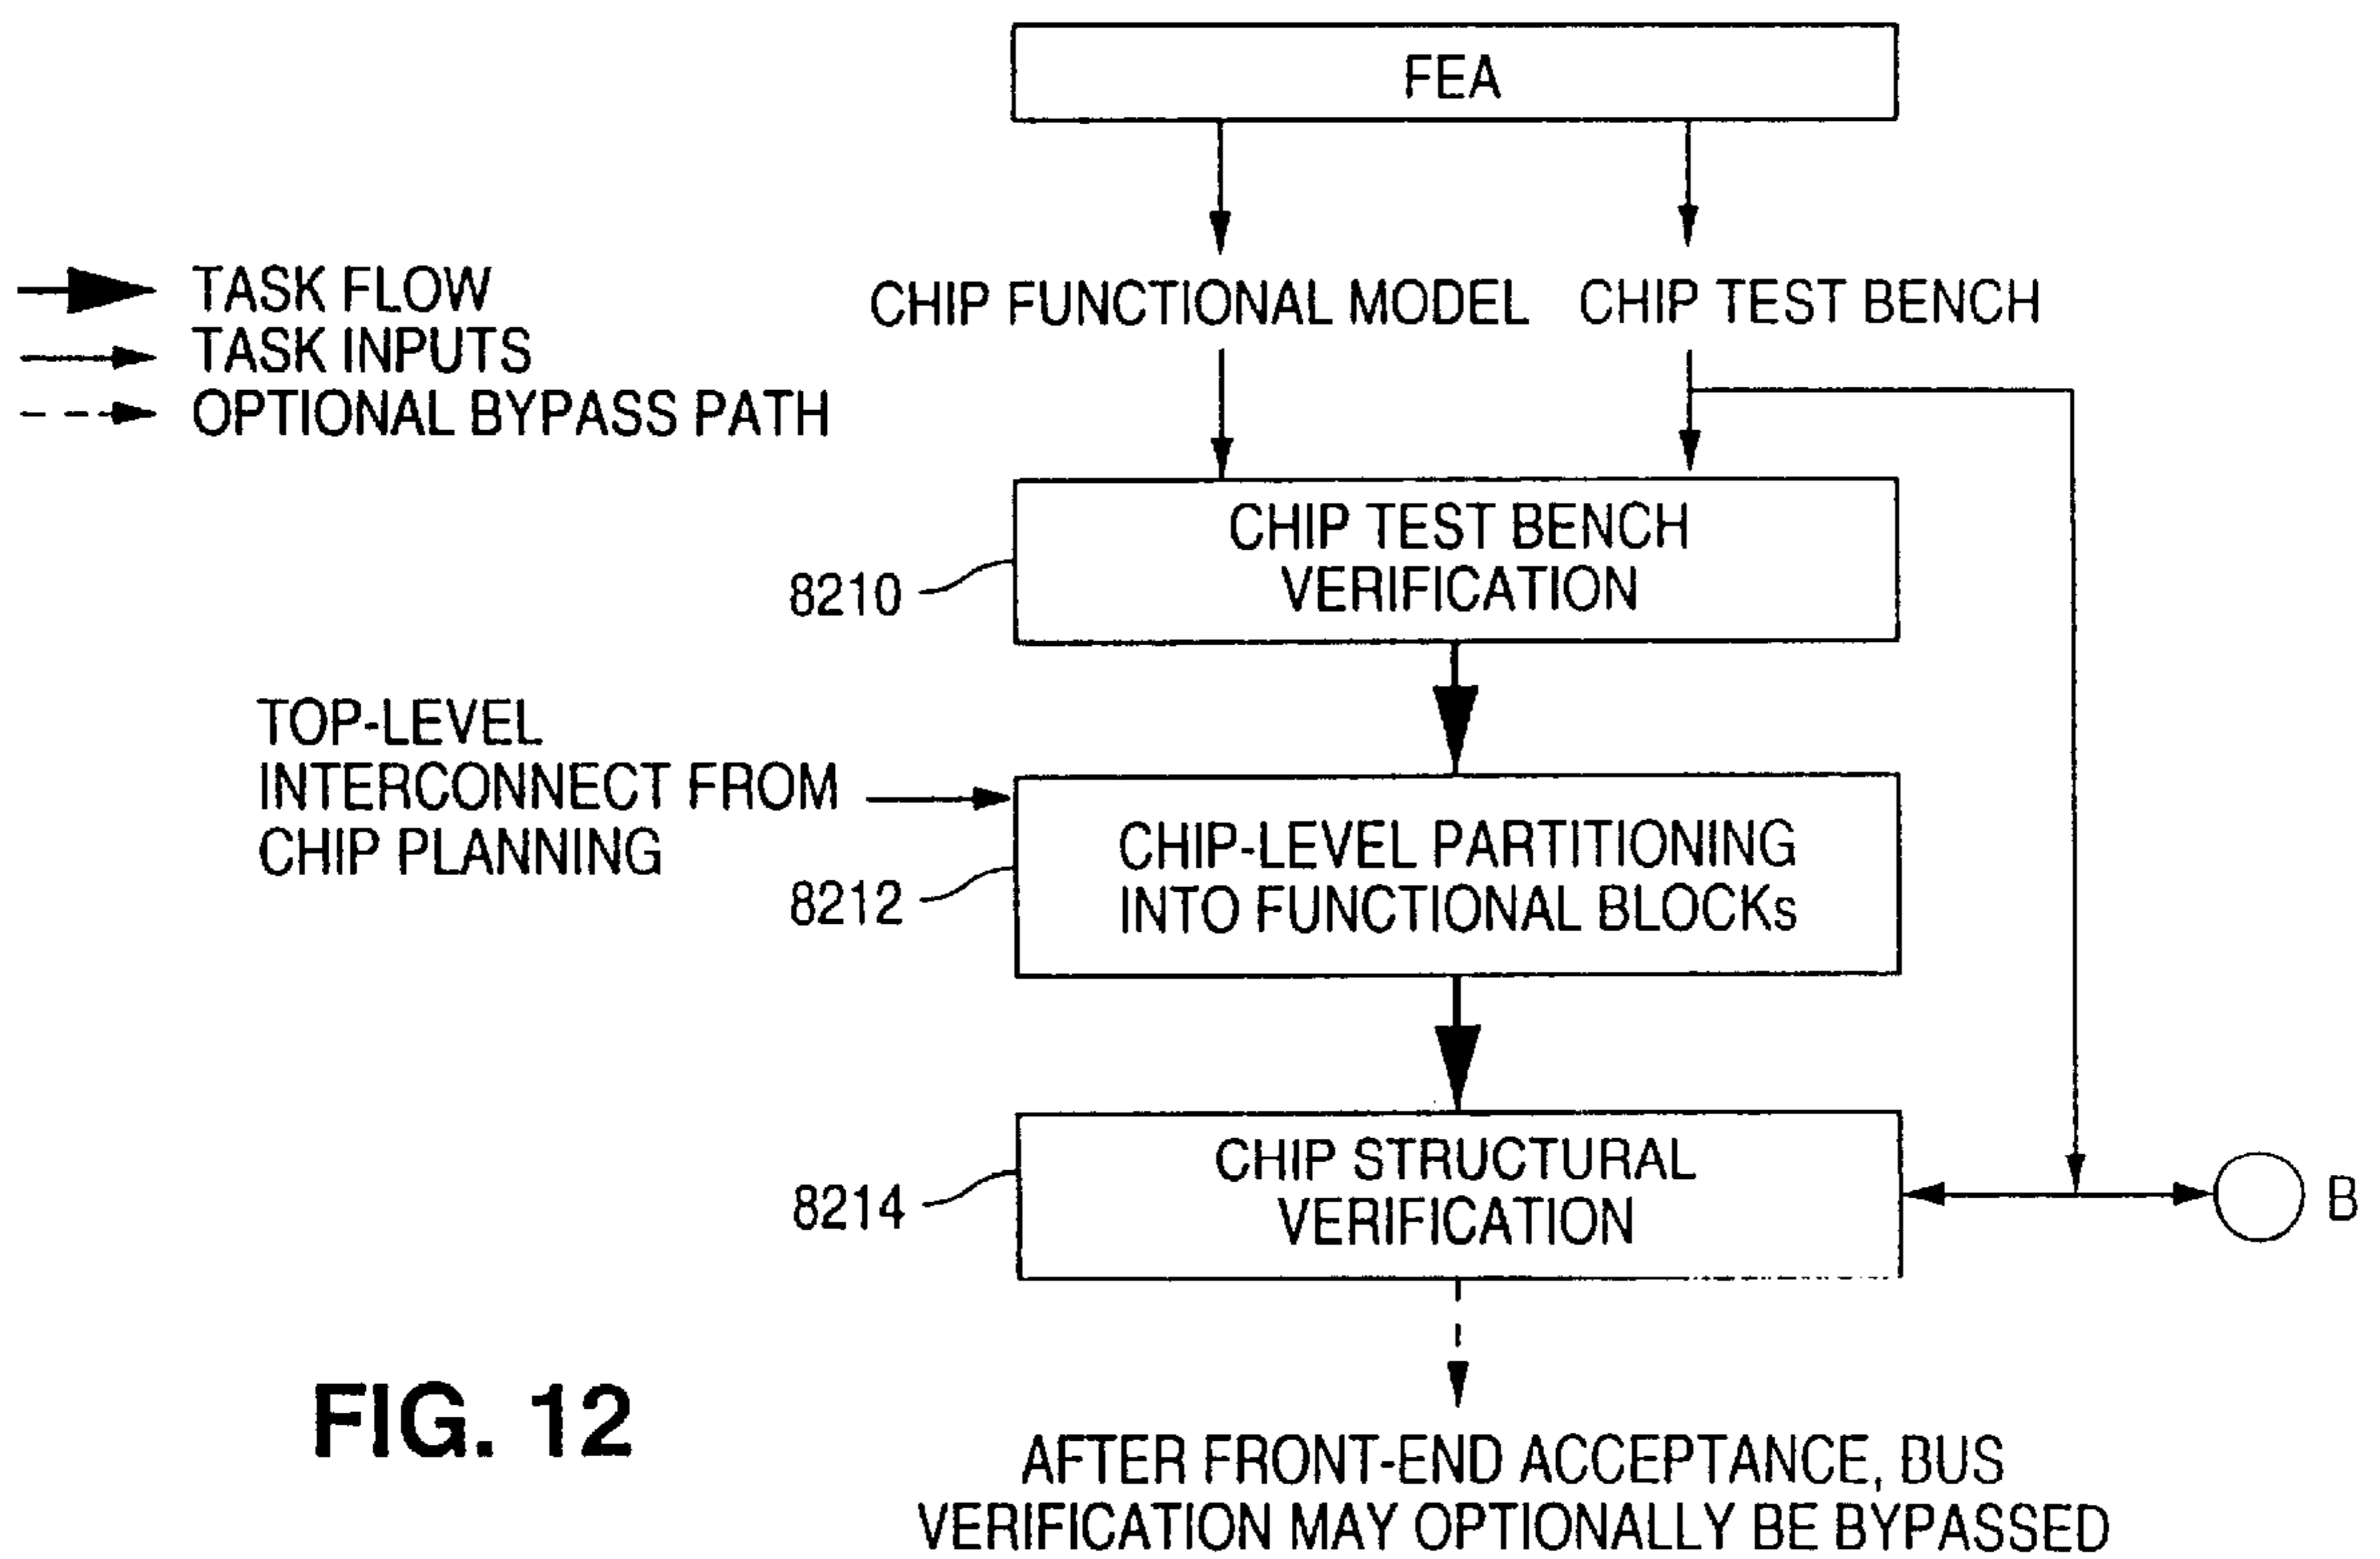 FEA
CHIP FUNCTIONAL MODEL
CHIP TEST BENCH
TASK FLOW
TASK INPUTS
OPTIONAL BYPASS PATH
CHIP TEST BENCH
VERIFICATION
8210
TOP-LEVEL
INTERCONNECT FROM
CHIP PLANNING
CHIP-LEVEL PARTITIONING
INTO FUNCTIONAL BLOCKs
8212
CHIP STRUCTURAL
VERIFICATION
8214
B
AFTER FRONT-END ACCEPTANCE, BUS
VERIFICATION MAY OPTIONALLY BE BYPASSED
FIG. 12